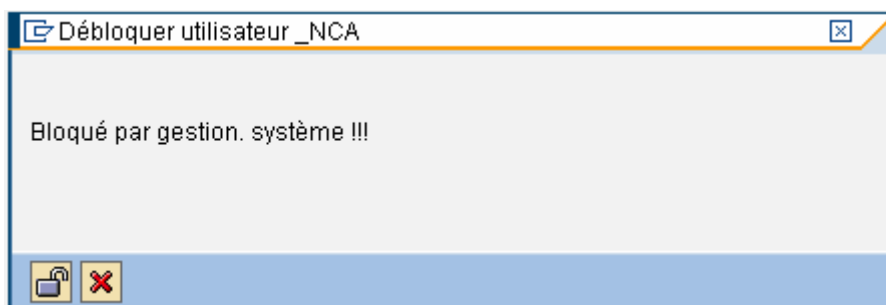 Débloquer utilisateur _NCA
Bloqué par gestion. système !!!